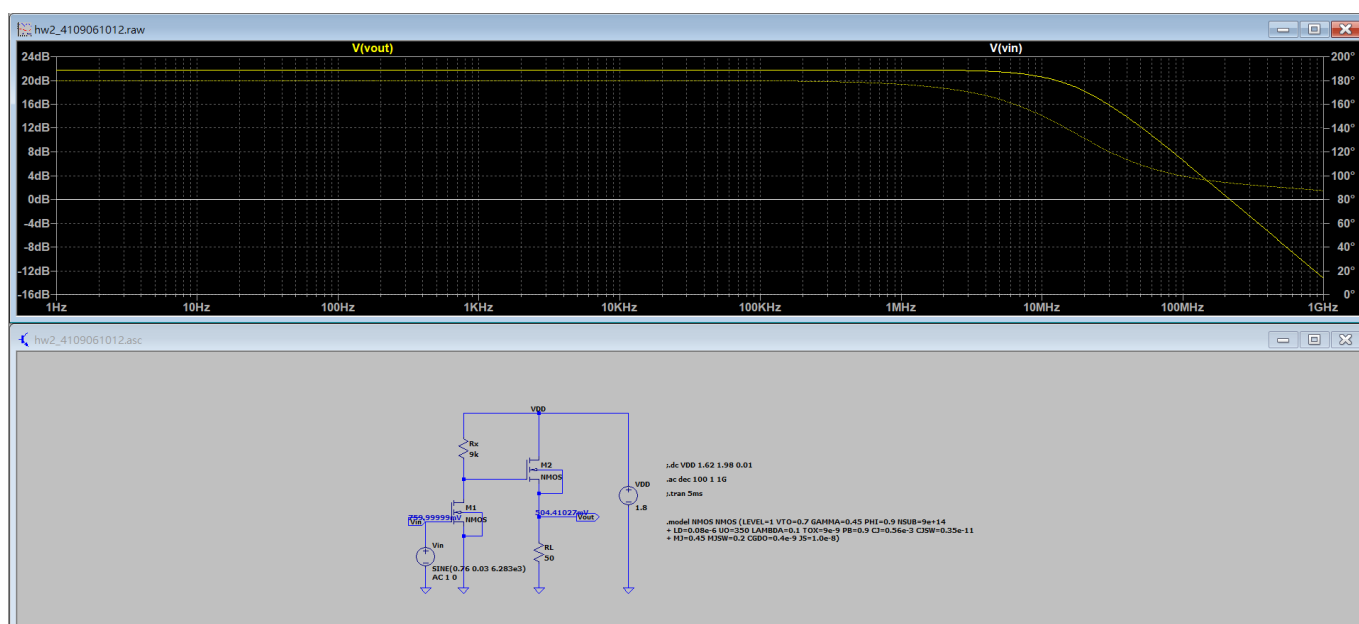 hw2_4109061012.raw
V(vout) V(vin)
24dB 200°
20dB 180°
16dB 160°
12dB 140°
8dB 120°
4dB 100°
0dB 80°
-4dB 60°
-8dB 40°
-12dB 20°
-16dB 0°
1Hz 10Hz 100Hz 1KHz 10KHz 100KHz 1MHz 10MHz 100MHz 1GHz
hw2_4109061012.asc
VDD
Rx
9k
M2
NMOS
;.dc VDD 1.62 1.98 0.01
.ac dec 100 1 1G
;.tran 5ms
VDD
1.8
M1
NMOS
759.99999mV
Vin
504.41027mV
Vout
.model NMOS NMOS (LEVEL=1 VTO=0.7 GAMMA=0.45 PHI=0.9 NSUB=9e+14
+ LD=0.08e-6 UO=350 LAMBDA=0.1 TOX=9e-9 PB=0.9 CJ=0.56e-3 CJSW=0.35e-11
+ MJ=0.45 MJSW=0.2 CGDO=0.4e-9 JS=1.0e-8)
Vin
RL
50
SINE(0.76 0.03 6.283e3)
AC 1 0